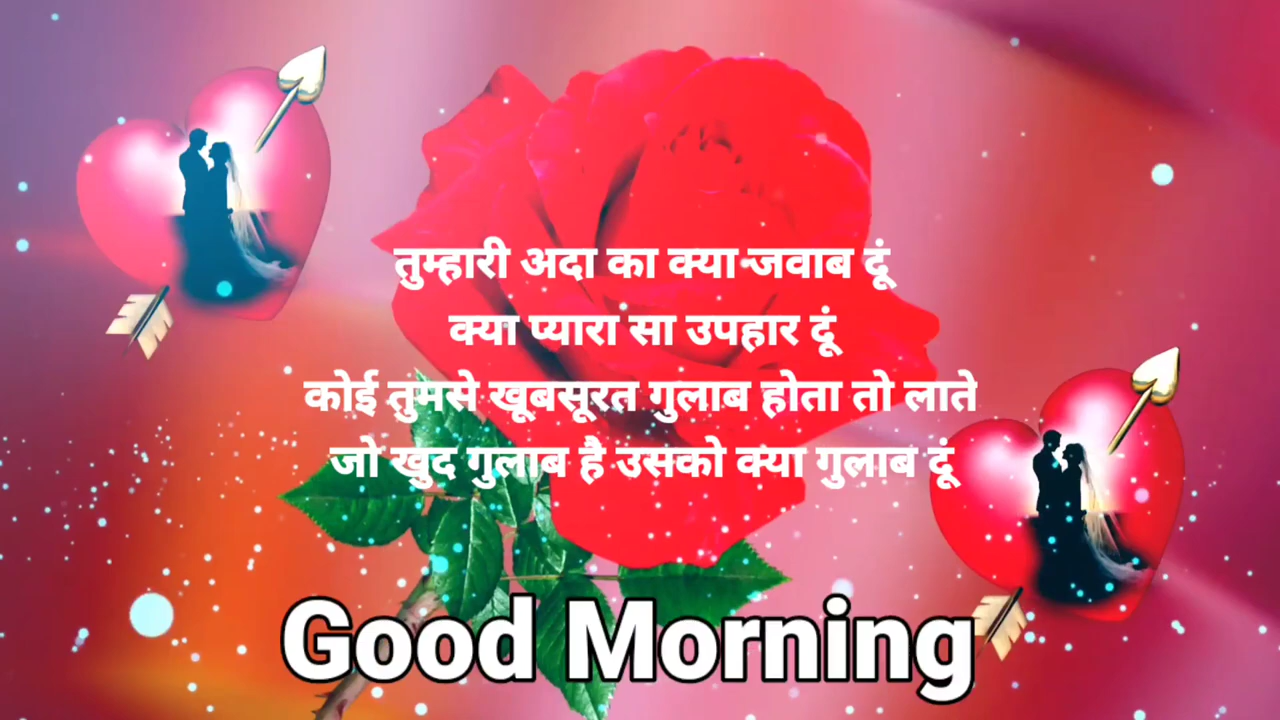 तुम्हारी अदा का क्या जवाब दूं
क्या प्यारा सा उपहार दूं
कोई तुमसे खूबसूरत गुलाब होता तो लाते
जो खुद गुलाब है उसको क्या गुलाब दूं
Good Morning